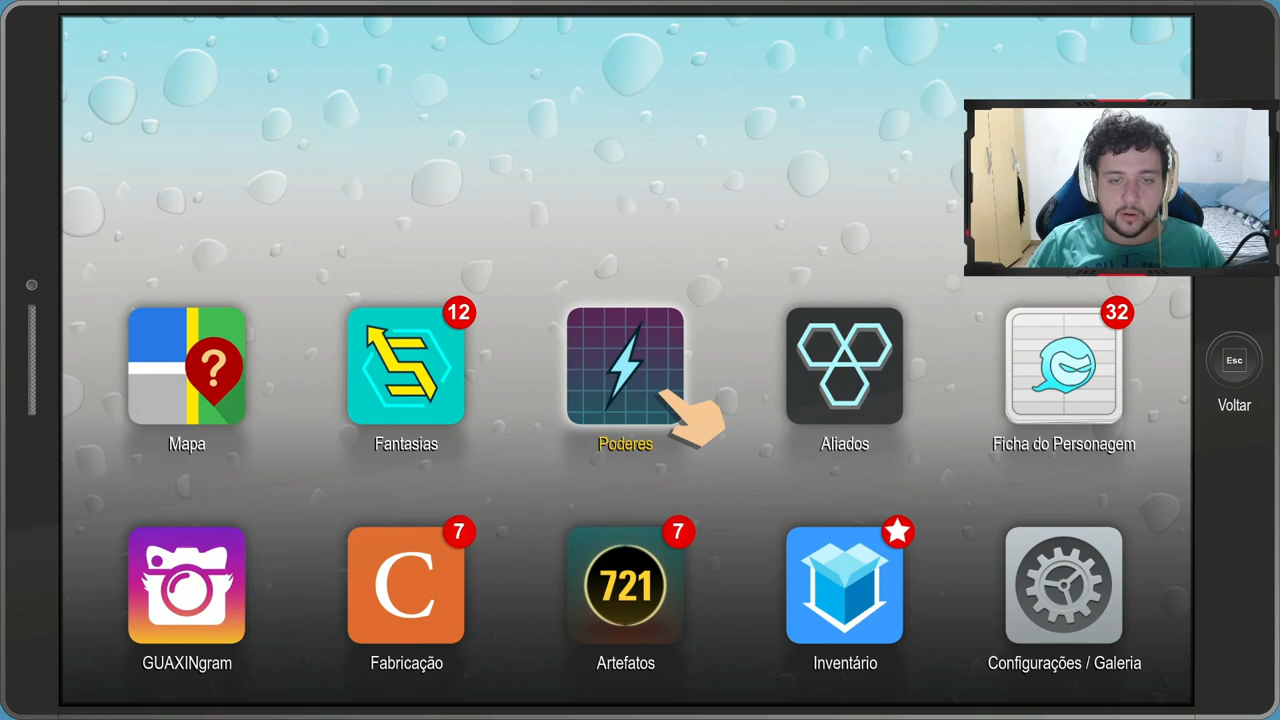 12
32
?
Esc
Voltar
Mapa
Fantasias
Poderes
Aliados
Ficha do Personagem
7
7
C
721
GUAXINgram
Fabricação
Artefatos
Inventário
Configurações / Galeria